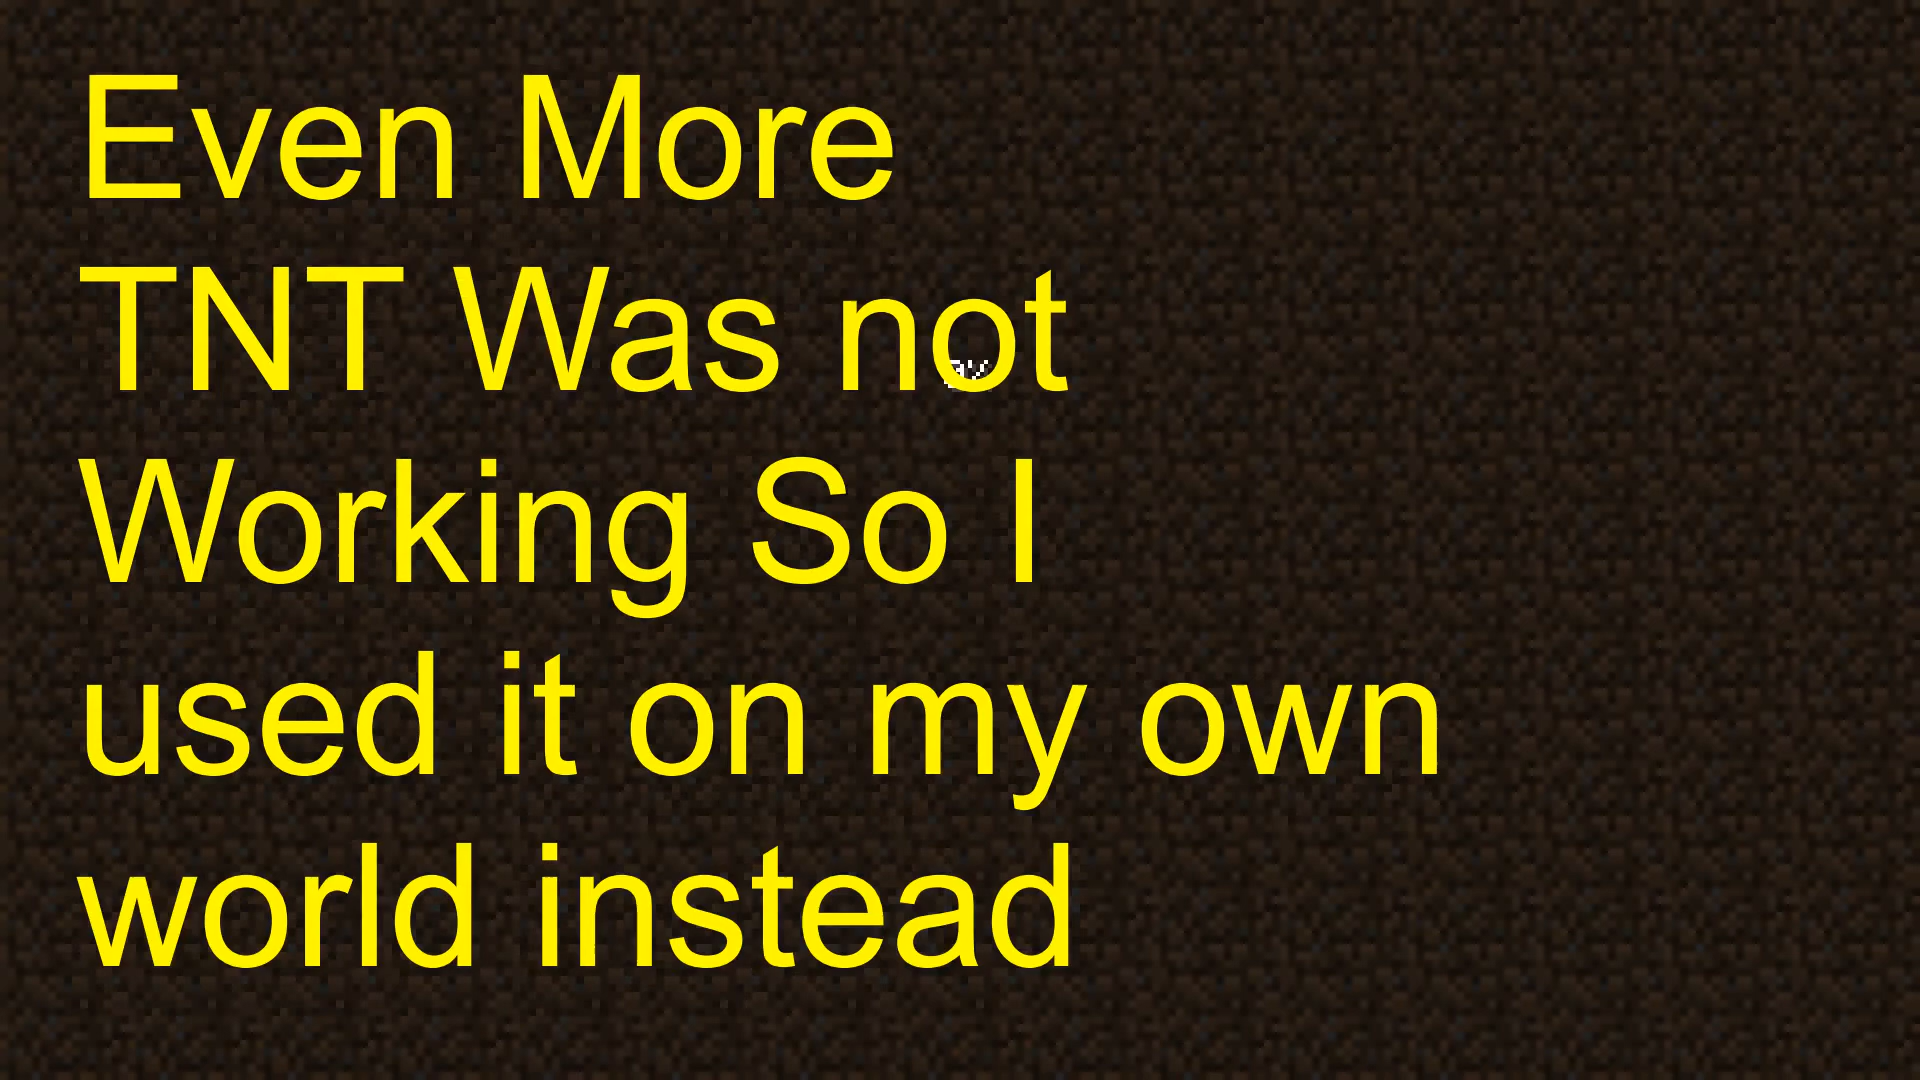 Even More
TNT Was not
Working So I
used it on my own
world instead